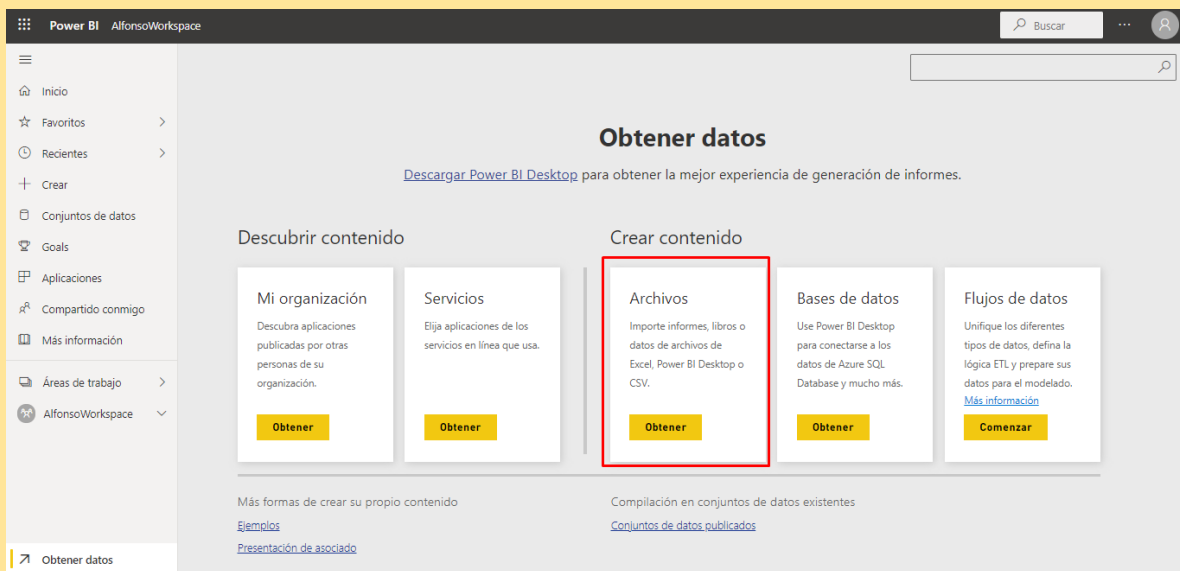 Power BI AlfonsoWorkspace
Buscar
Inicio
Favoritos
Recientes
Crear
Conjuntos de datos
Goals
Aplicaciones
Compartido conmigo
Más información
Áreas de trabajo
AlfonsoWorkspace
Obtener datos
Obtener datos
Descargar Power BI Desktop para obtener la mejor experiencia de generación de informes.
Descubrir contenido
Mi organización
Descubra aplicaciones
publicadas por otras
personas de su
organización.
Obtener
Servicios
Elija aplicaciones de los
servicios en línea que usa.
Obtener
Crear contenido
Archivos
Importe informes, libros o
datos de archivos de
Excel, Power BI Desktop o
CSV.
Obtener
Bases de datos
Use Power BI Desktop
para conectarse a los
datos de Azure SQL
Database y mucho más.
Obtener
Flujos de datos
Unifique los diferentes
tipos de datos, defina la
lógica ETL y prepare sus
datos para el modelado.
Más información
Comenzar
Más formas de crear su propio contenido
Ejemplos
Presentación de asociado
Compilación en conjuntos de datos existentes
Conjuntos de datos publicados